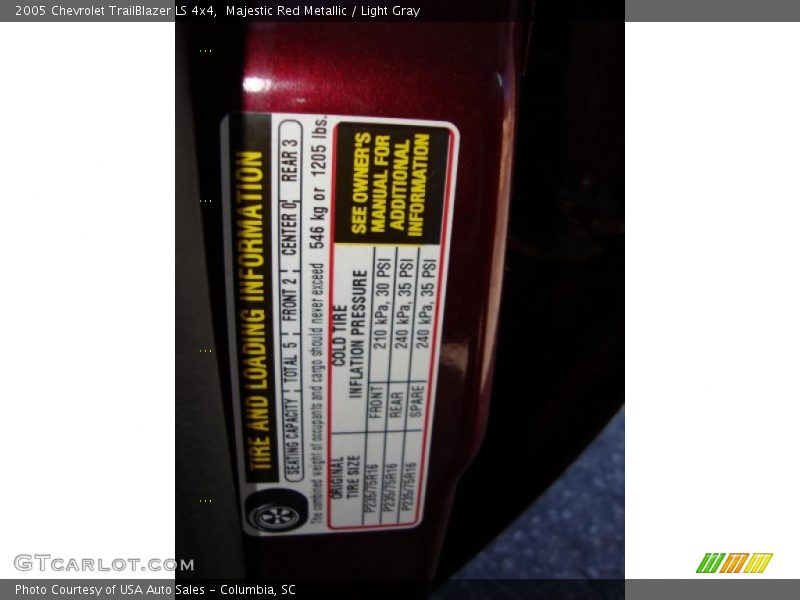 2005 Chevrolet TrailBlazer LS 4x4,  Majestic Red Metallic / Light Gray
TIRE AND LOADING INFORMATION
SEATING CAPACITY TOTAL 5 FRONT 2 CENTER 0 REAR 3
The combined weight of occupants and cargo should never exceed 546 kg or 1205 lbs.
ORIGINAL TIRE SIZE COLD TIRE INFLATION PRESSURE
P235/75R16 FRONT 210 kPa, 30 PSI
P235/75R16 REAR 240 kPa, 35 PSI
P235/75R16 SPARE 240 kPa, 35 PSI
SEE OWNER'S
MANUAL FOR
ADDITIONAL
INFORMATION
GTcarlot.com
Photo Courtesy of USA Auto Sales - Columbia, SC